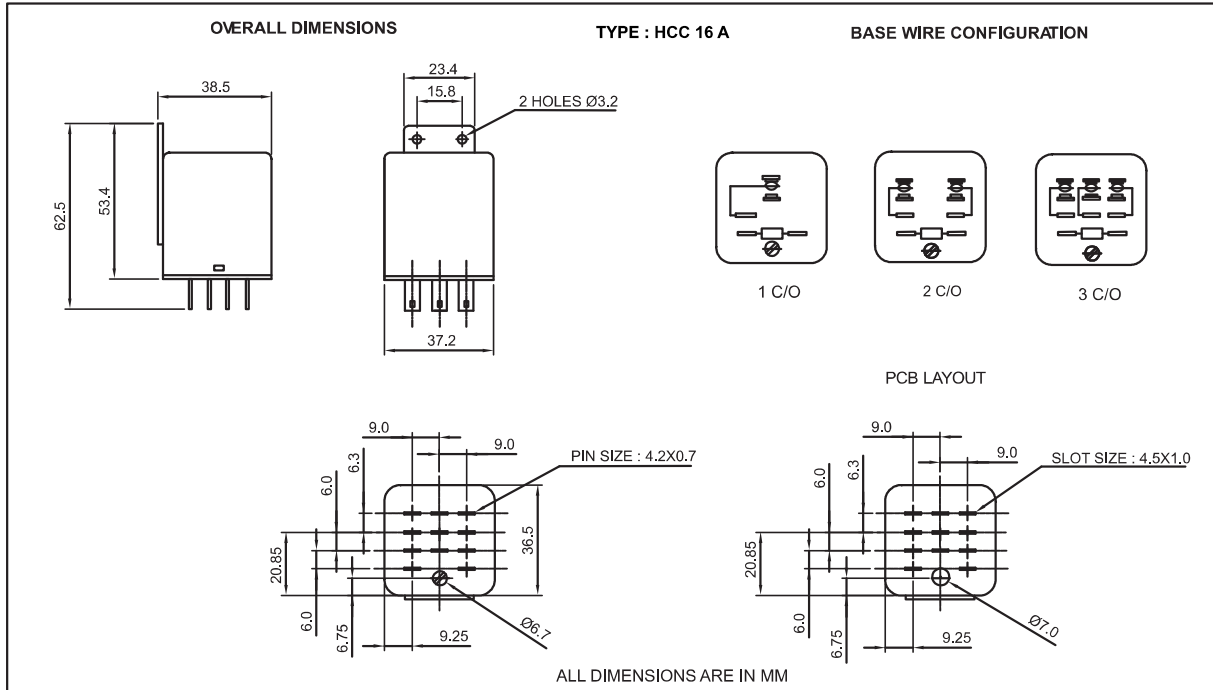 OVERALL DIMENSIONS
TYPE : HCC 16 A
BASE WIRE CONFIGURATION
38.5
62.5
53.4
23.4
15.8
2 HOLES Ø3.2
37.2
1 C/O
2 C/O
3 C/O
PCB LAYOUT
9.0
9.0
6.3
6.0
20.85
6.0
6.75
9.25
Ø6.7
36.5
PIN SIZE : 4.2X0.7
9.0
9.0
6.3
6.0
20.85
6.0
6.75
9.25
Ø7.0
SLOT SIZE : 4.5X1.0
ALL DIMENSIONS ARE IN MM